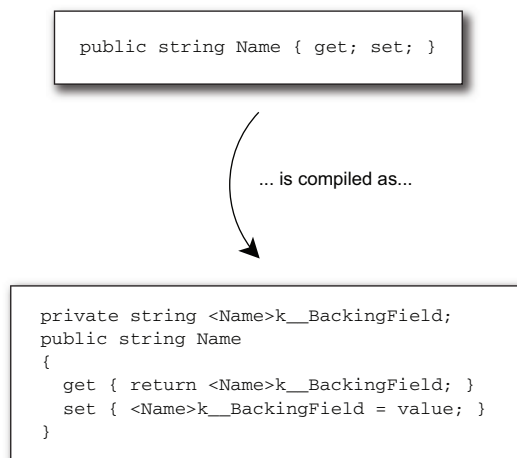 public string Name { get; set; }
... is compiled as...
private string <Name>k__BackingField;
public string Name
{
  get { return <Name>k__BackingField; }
  set { <Name>k__BackingField = value; }
}